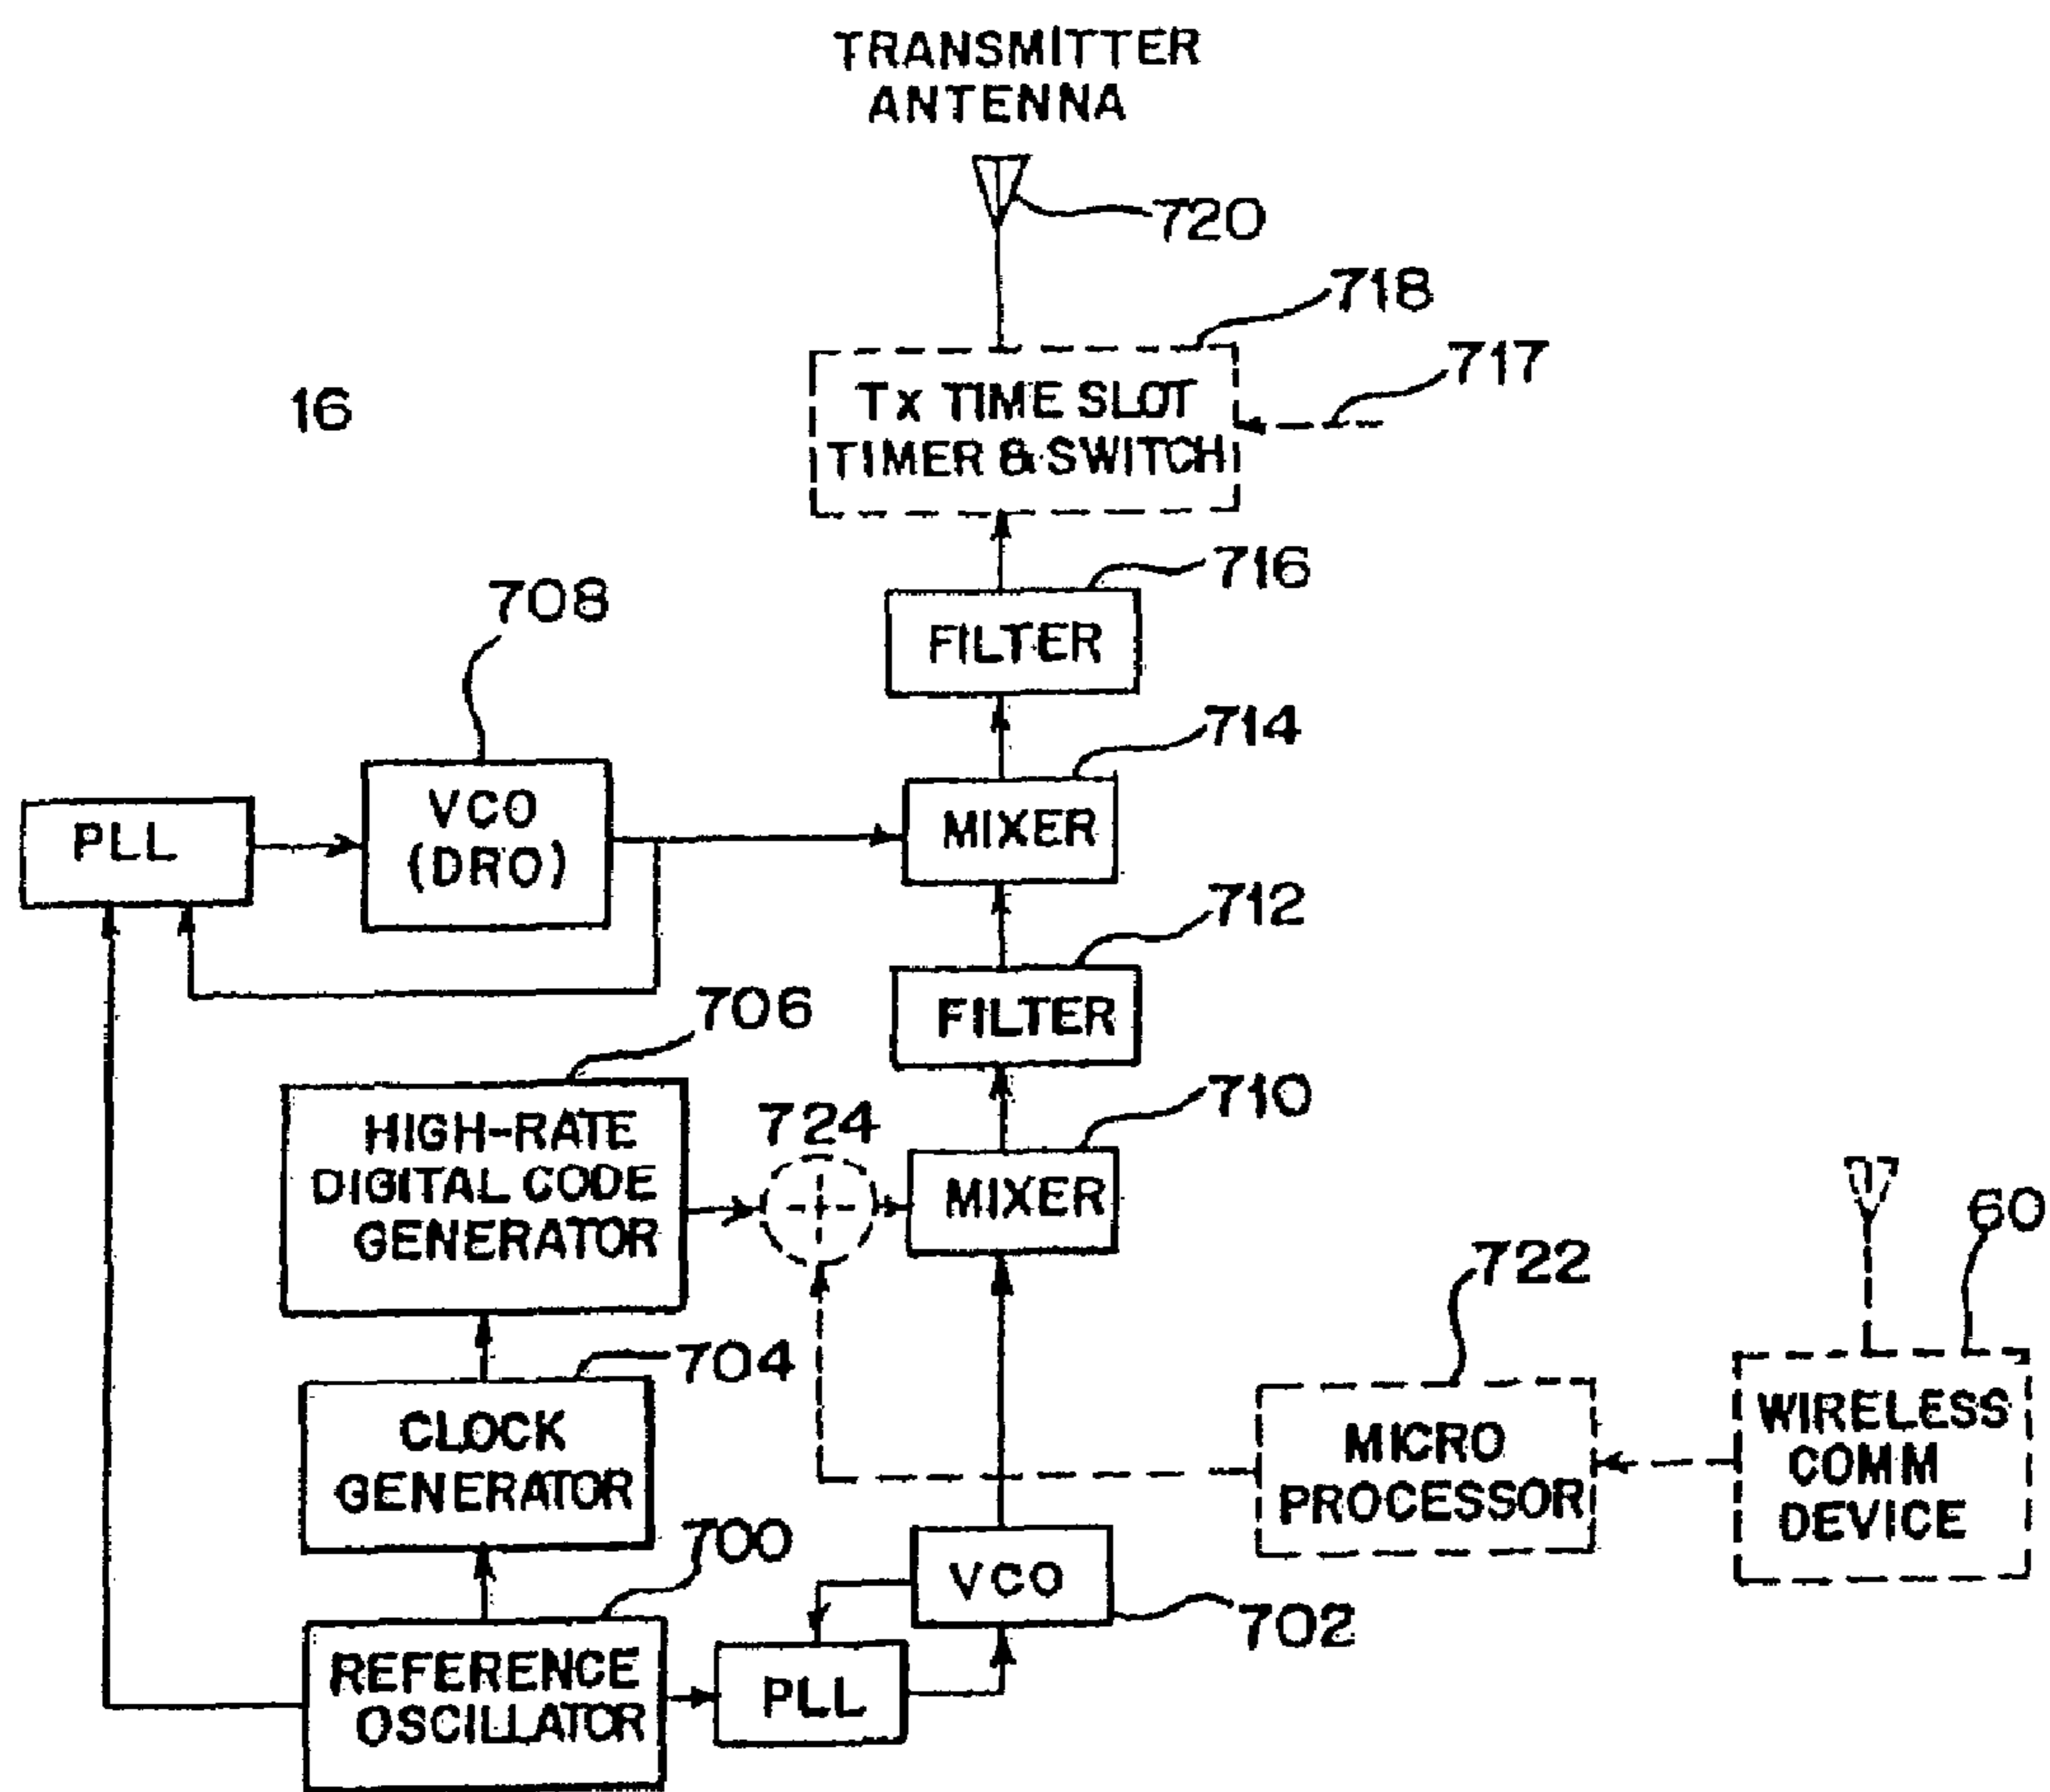 TRANSMITTER
ANTENNA
720
718
717
16
Tx TIME SLOT
TIMER & SWITCH
716
708
FILTER
714
VCO
(DRO)
PLL
MIXER
712
706
FILTER
710
HIGH-RATE
DIGITAL CODE
GENERATOR
724
MIXER
60
722
704
CLOCK
GENERATOR
MICRO
PROCESSOR
WIRELESS
COMM
DEVICE
700
VCO
702
REFERENCE
OSCILLATOR
PLL